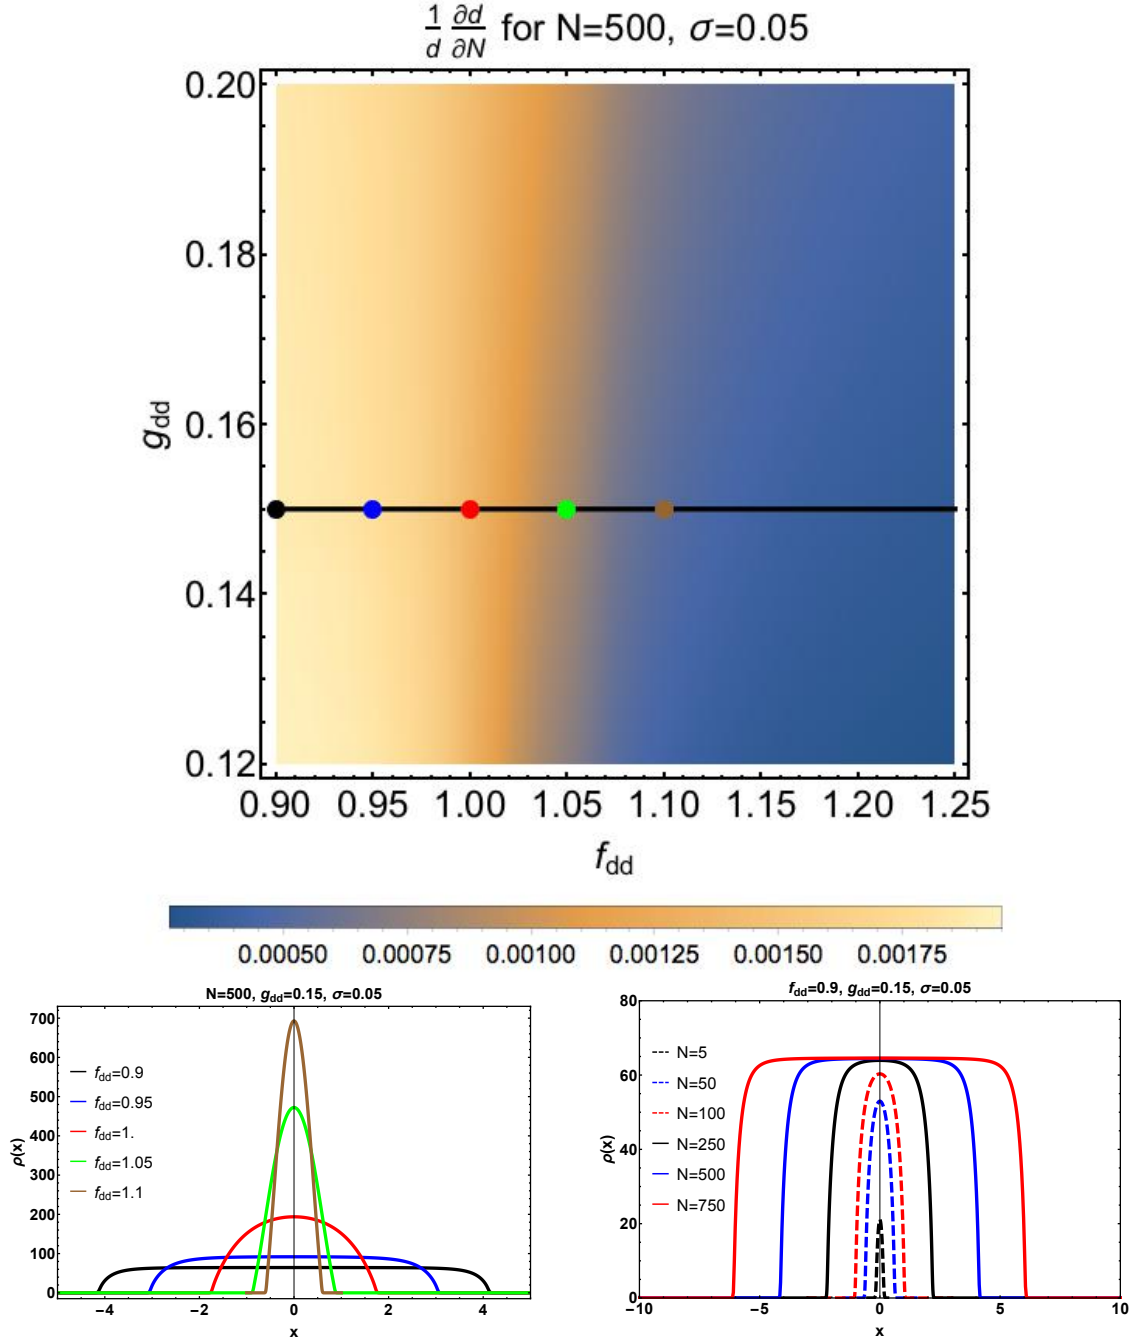 1/d ∂d/∂N for N=500, σ=0.05
0.20
0.18
0.16
0.14
0.12
g_dd
0.90 0.95 1.00 1.05 1.10 1.15 1.20 1.25
f_dd
0.00050 0.00075 0.00100 0.00125 0.00150 0.00175
N=500, g_dd=0.15, σ=0.05
700
600
500
400
300
200
100
0
ρ(x)
f_dd=0.9
f_dd=0.95
f_dd=1.
f_dd=1.05
f_dd=1.1
−4 −2 0 2 4
x
f_dd=0.9, g_dd=0.15, σ=0.05
80
60
40
20
0
ρ(x)
N=5
N=50
N=100
N=250
N=500
N=750
−10 −5 0 5 10
x